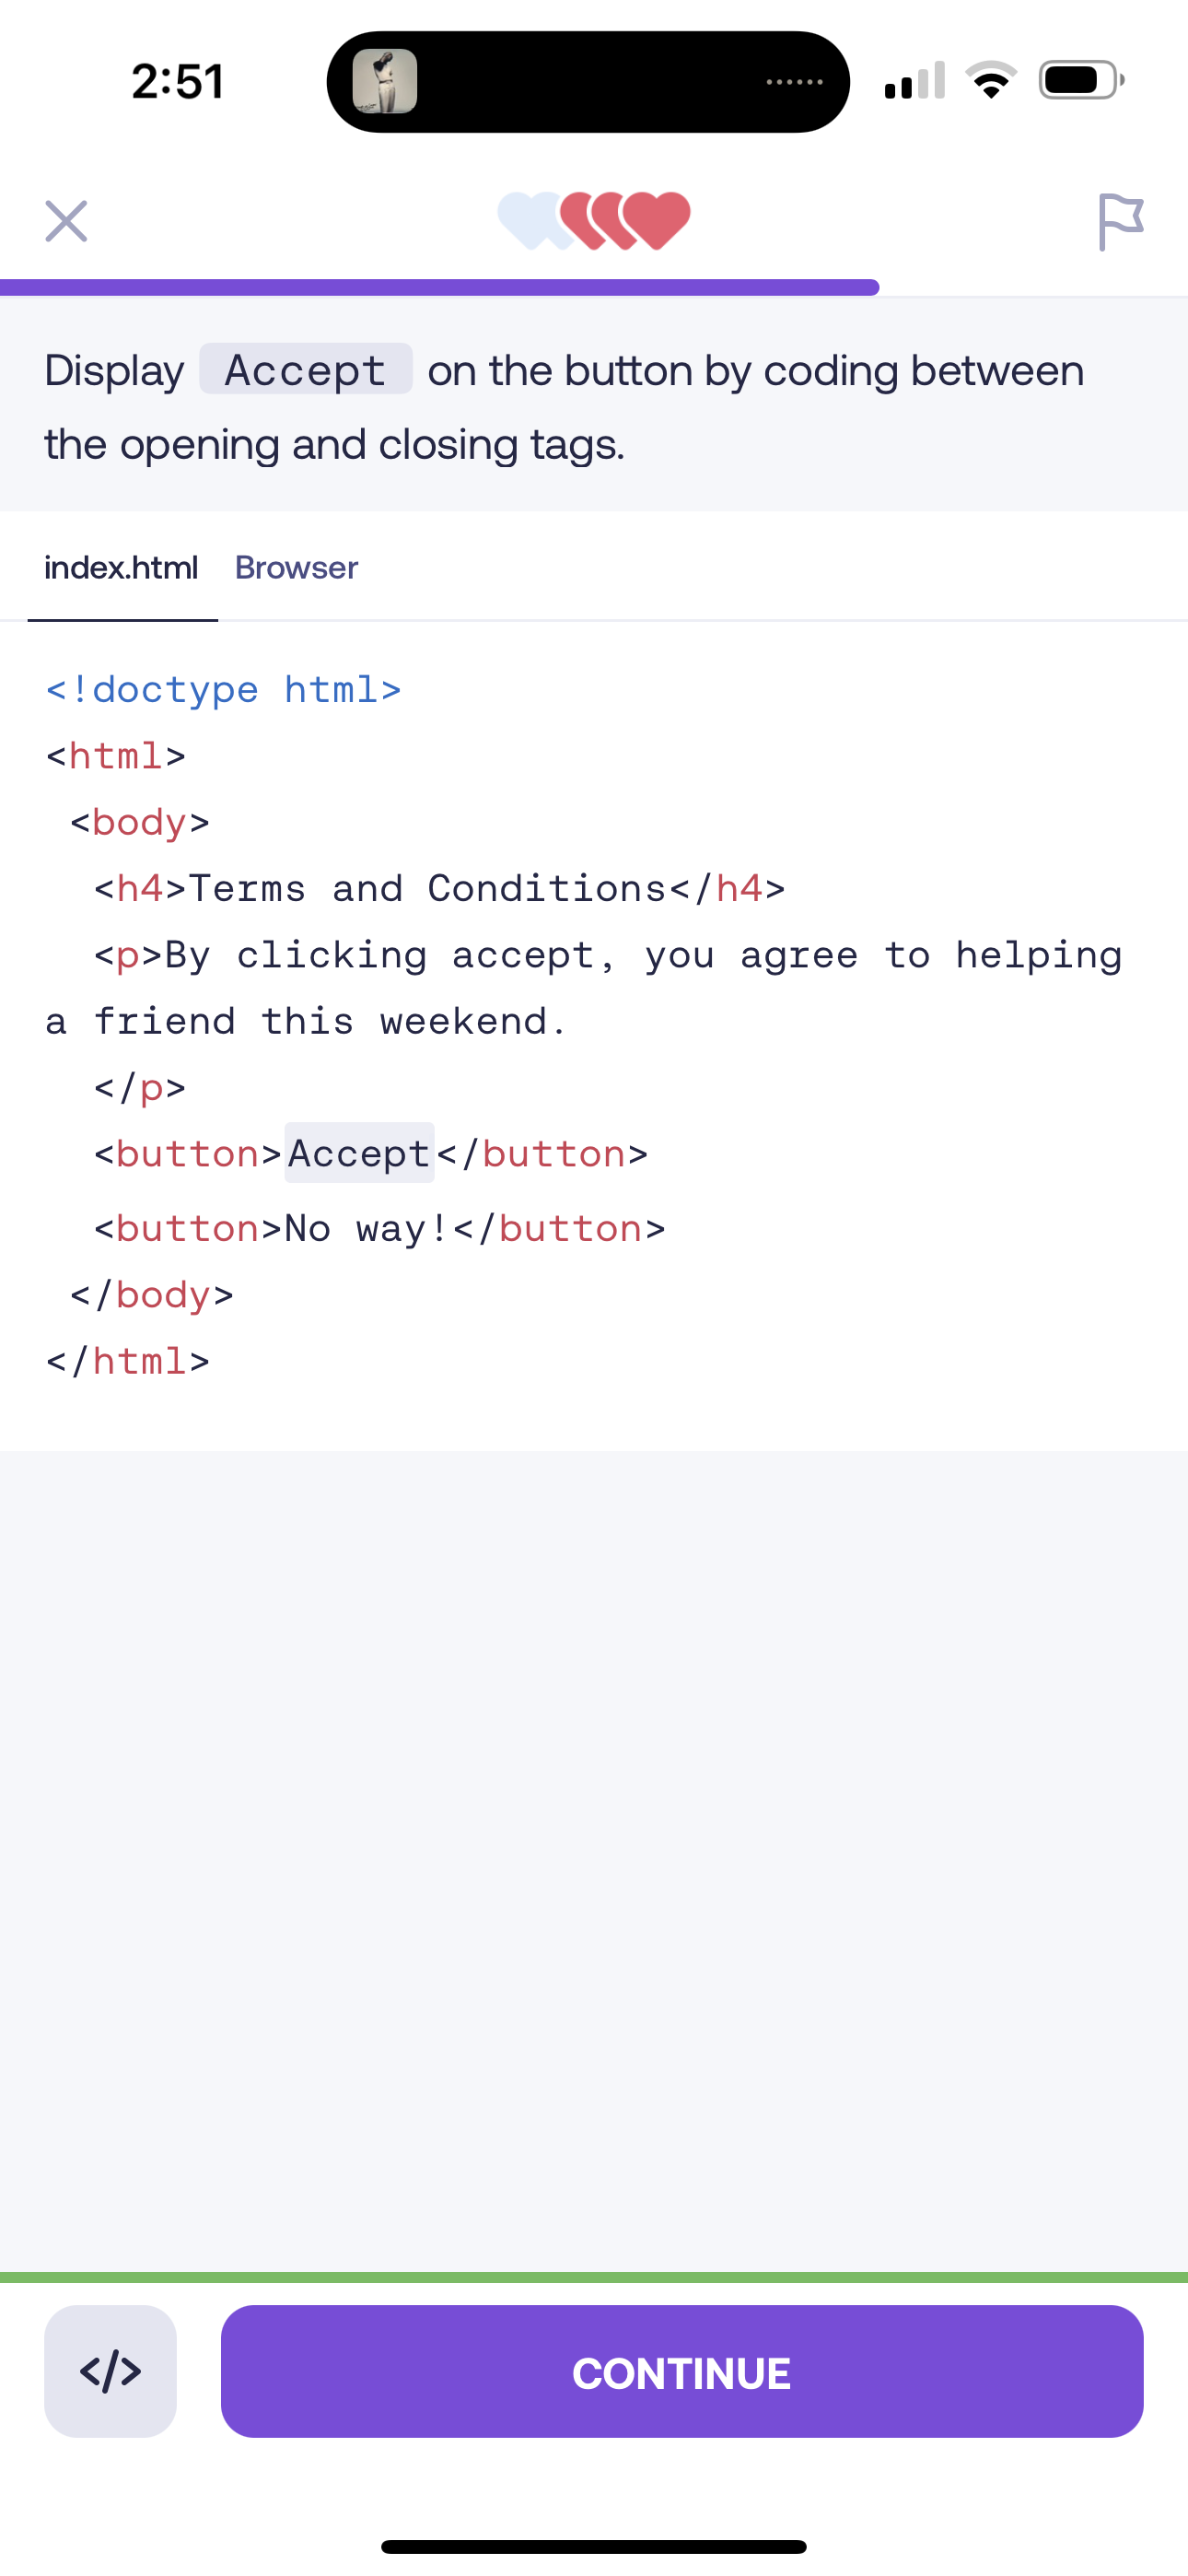 2:51
Display Accept on the button by coding between
the opening and closing tags.
index.html Browser
<!doctype html>
<html>
<body>
<h4>Terms and Conditions</h4>
<p>By clicking accept, you agree to helping
a friend this weekend.
</p>
<button>Accept</button>
<button>No way!</button>
</body>
</html>
</> CONTINUE